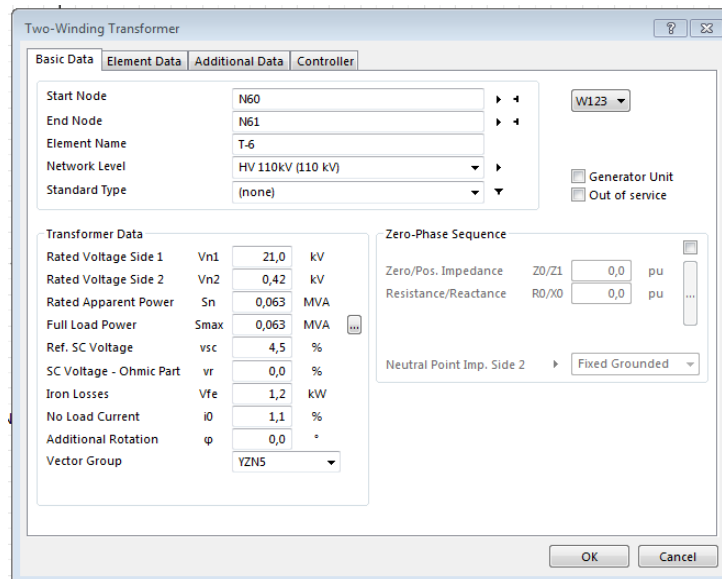 Two-Winding Transformer
Basic Data Element Data Additional Data Controller
Start Node N60
End Node N61
Element Name T-6
Network Level HV 110kV (110 kV)
Standard Type (none)
W123
Generator Unit
Out of service
Transformer Data
Rated Voltage Side 1 Vn1 21,0 kV
Rated Voltage Side 2 Vn2 0,42 kV
Rated Apparent Power Sn 0,063 MVA
Full Load Power Smax 0,063 MVA ...
Ref. SC Voltage vsc 4,5 %
SC Voltage - Ohmic Part vr 0,0 %
Iron Losses Vfe 1,2 kW
No Load Current i0 1,1 %
Additional Rotation φ 0,0 °
Vector Group YZN5
Zero-Phase Sequence
Zero/Pos. Impedance Z0/Z1 0,0 pu
Resistance/Reactance R0/X0 0,0 pu
...
Neutral Point Imp. Side 2 Fixed Grounded
OK Cancel